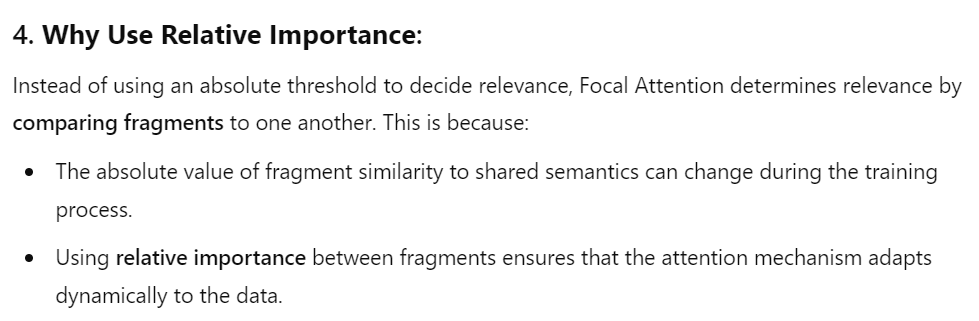 4. Why Use Relative Importance:
Instead of using an absolute threshold to decide relevance, Focal Attention determines relevance by
comparing fragments to one another. This is because:
• The absolute value of fragment similarity to shared semantics can change during the training
process.
• Using relative importance between fragments ensures that the attention mechanism adapts
dynamically to the data.